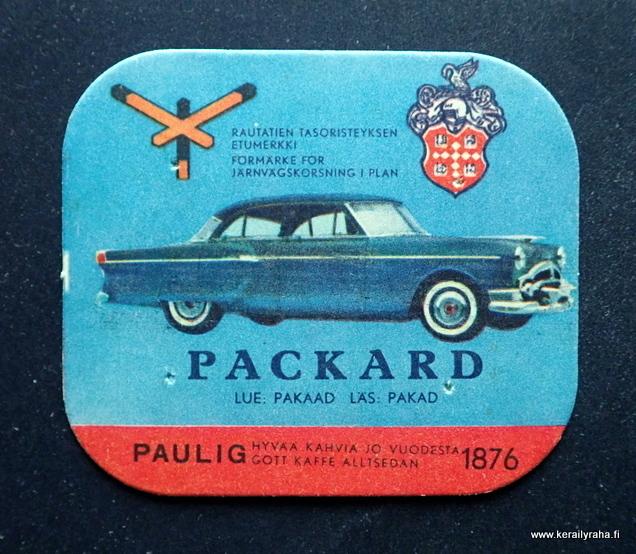 RAUTATIEN TASORISTEYKSEN
ETUMERKKI
FÖRMÄRKE FÖR
JÄRNVÄGSKORSNING I PLAN
PACKARD
LUE: PAKAAD LÄS: PAKAD
PAULIG HYVÄÄ KAHVIA JO VUODESTA 1876
GOTT KAFFE ALLTSEDAN
www.kerailyraha.fi